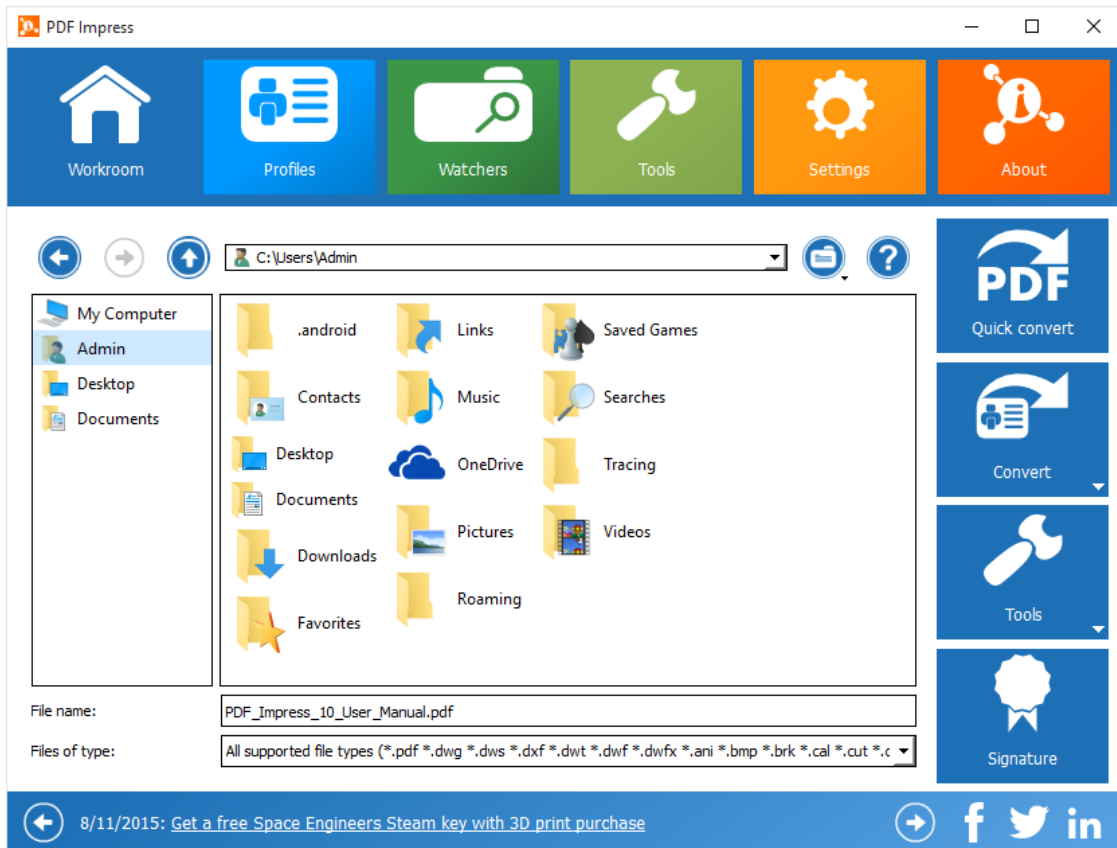 PDF Impress
Workroom
Profiles
Watchers
Tools
Settings
About
C:\Users\Admin
My Computer
Admin
Desktop
Documents
.android
Links
Saved Games
Contacts
Music
Searches
Desktop
OneDrive
Tracing
Documents
Pictures
Videos
Downloads
Roaming
Favorites
PDF
Quick convert
Convert
Tools
Signature
File name:
PDF_Impress_10_User_Manual.pdf
Files of type:
All supported file types (*.pdf *.dwg *.dws *.dxf *.dwt *.dwf *.dwfx *.ani *.bmp *.brk *.cal *.cut *.c
8/11/2015: Get a free Space Engineers Steam key with 3D print purchase